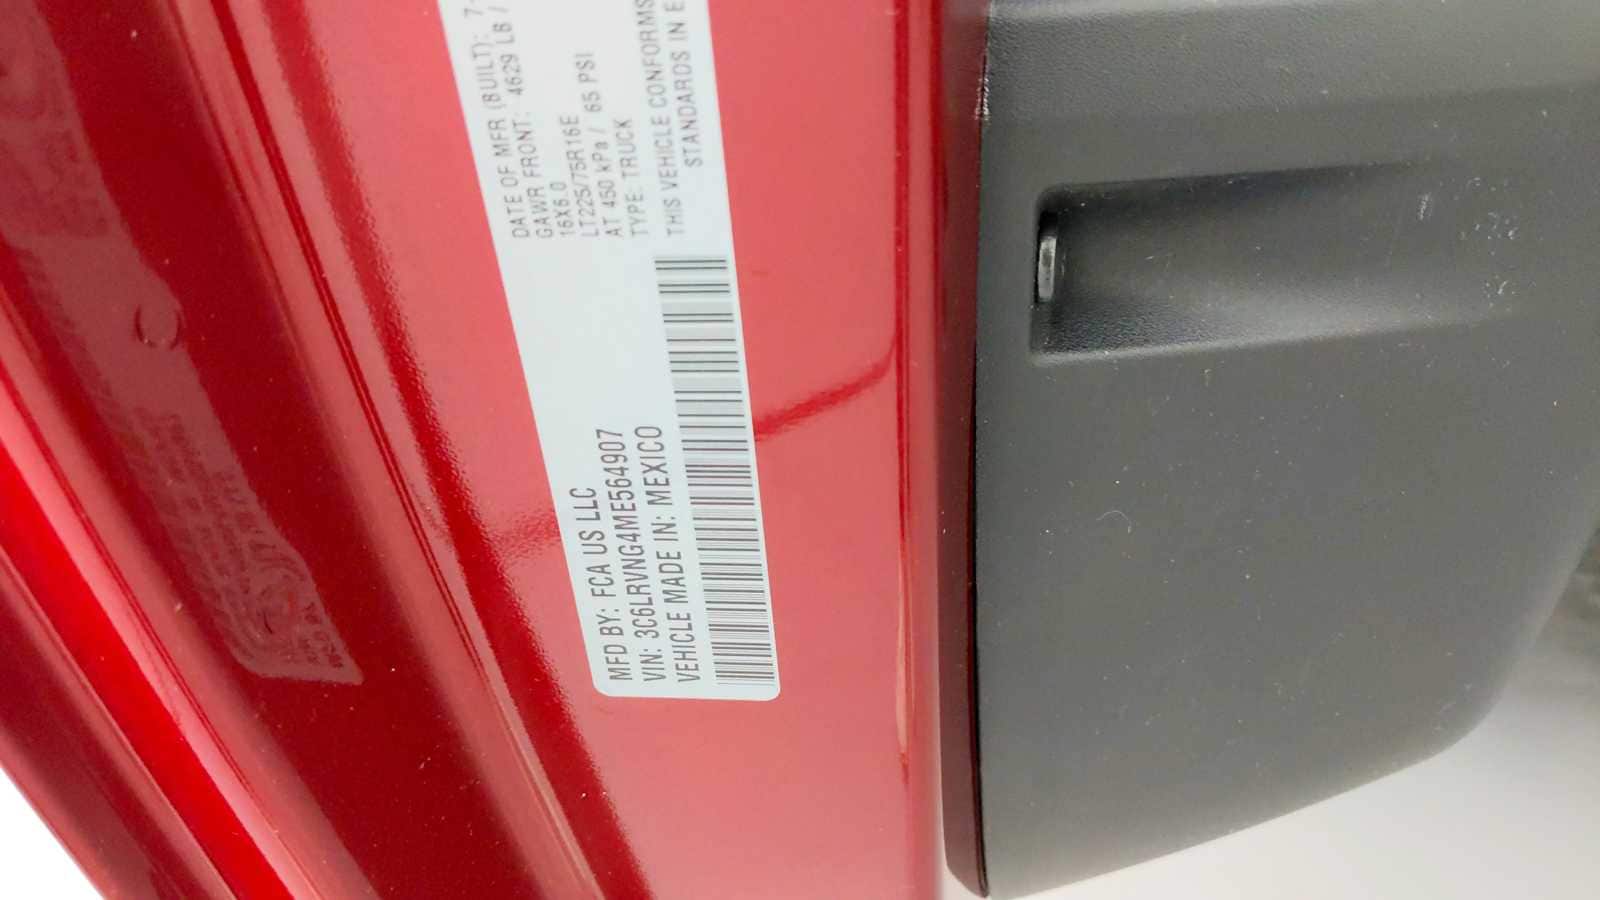 MFD BY: FCA US LLC
VIN: 3C6LRVNG4ME564907
VEHICLE MADE IN: MEXICO
DATE OF MFR (BUILT): 7-
GAWR FRONT: 4629 LB /
16X6.0
LT225/75R16E
AT 450 kPa / 65 PSI
TYPE: TRUCK
THIS VEHICLE CONFORMS
STANDARDS IN E